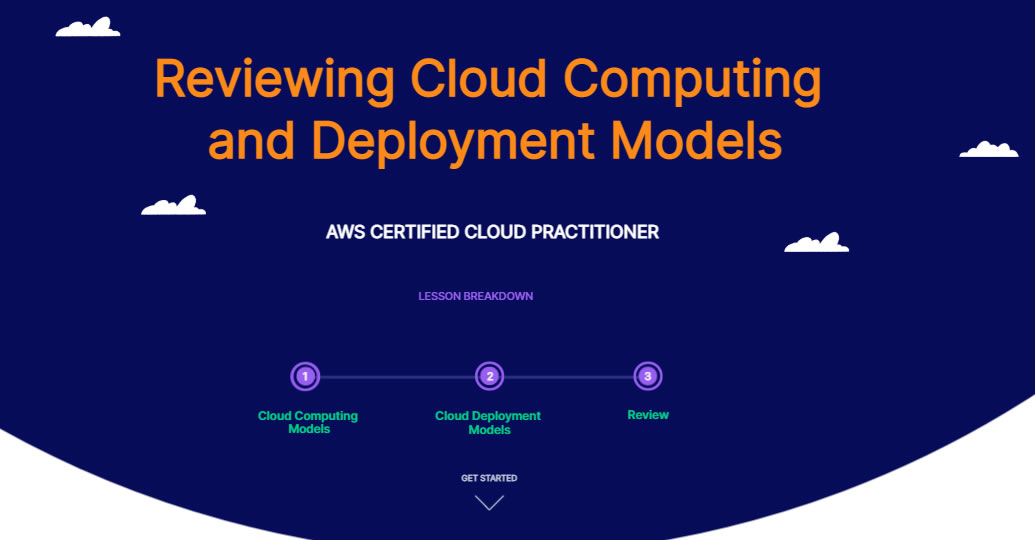 Reviewing Cloud Computing
and Deployment Models
AWS CERTIFIED CLOUD PRACTITIONER
LESSON BREAKDOWN
1
2
3
Cloud Computing
Models
Cloud Deployment
Models
Review
GET STARTED